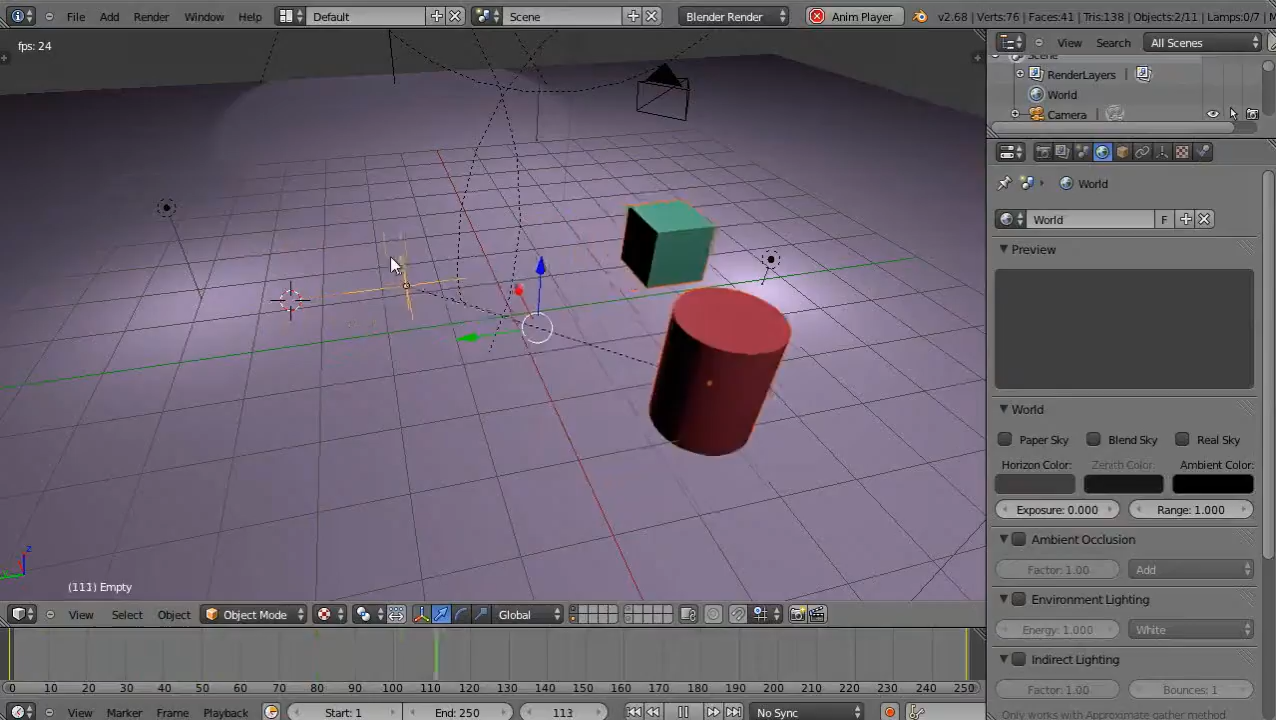 File Add Render Window Help Default Scene Blender Render Anim Player v2.68 | Verts:76 | Faces:41 | Tris:138 | Objects:2/11 | Lamps:0/7 |
fps: 24
View Search All Scenes
Scene
RenderLayers
World
Camera
World
World F
Preview
World
Paper Sky Blend Sky Real Sky
Horizon Color: Zenith Color: Ambient Color:
Exposure: 0.000 Range: 1.000
Ambient Occlusion
Factor: 1.00 Add
Environment Lighting
Energy: 1.000 White
Indirect Lighting
Factor: 1.00 Bounces: 1
Only works with Approximate gather method
z
(111) Empty
View Select Object Object Mode Global
0 10 20 30 40 50 60 70 80 90 100 110 120 130 140 150 160 170 180 190 200 210 220 230 240 250
View Marker Frame Playback Start: 1 End: 250 113 No Sync